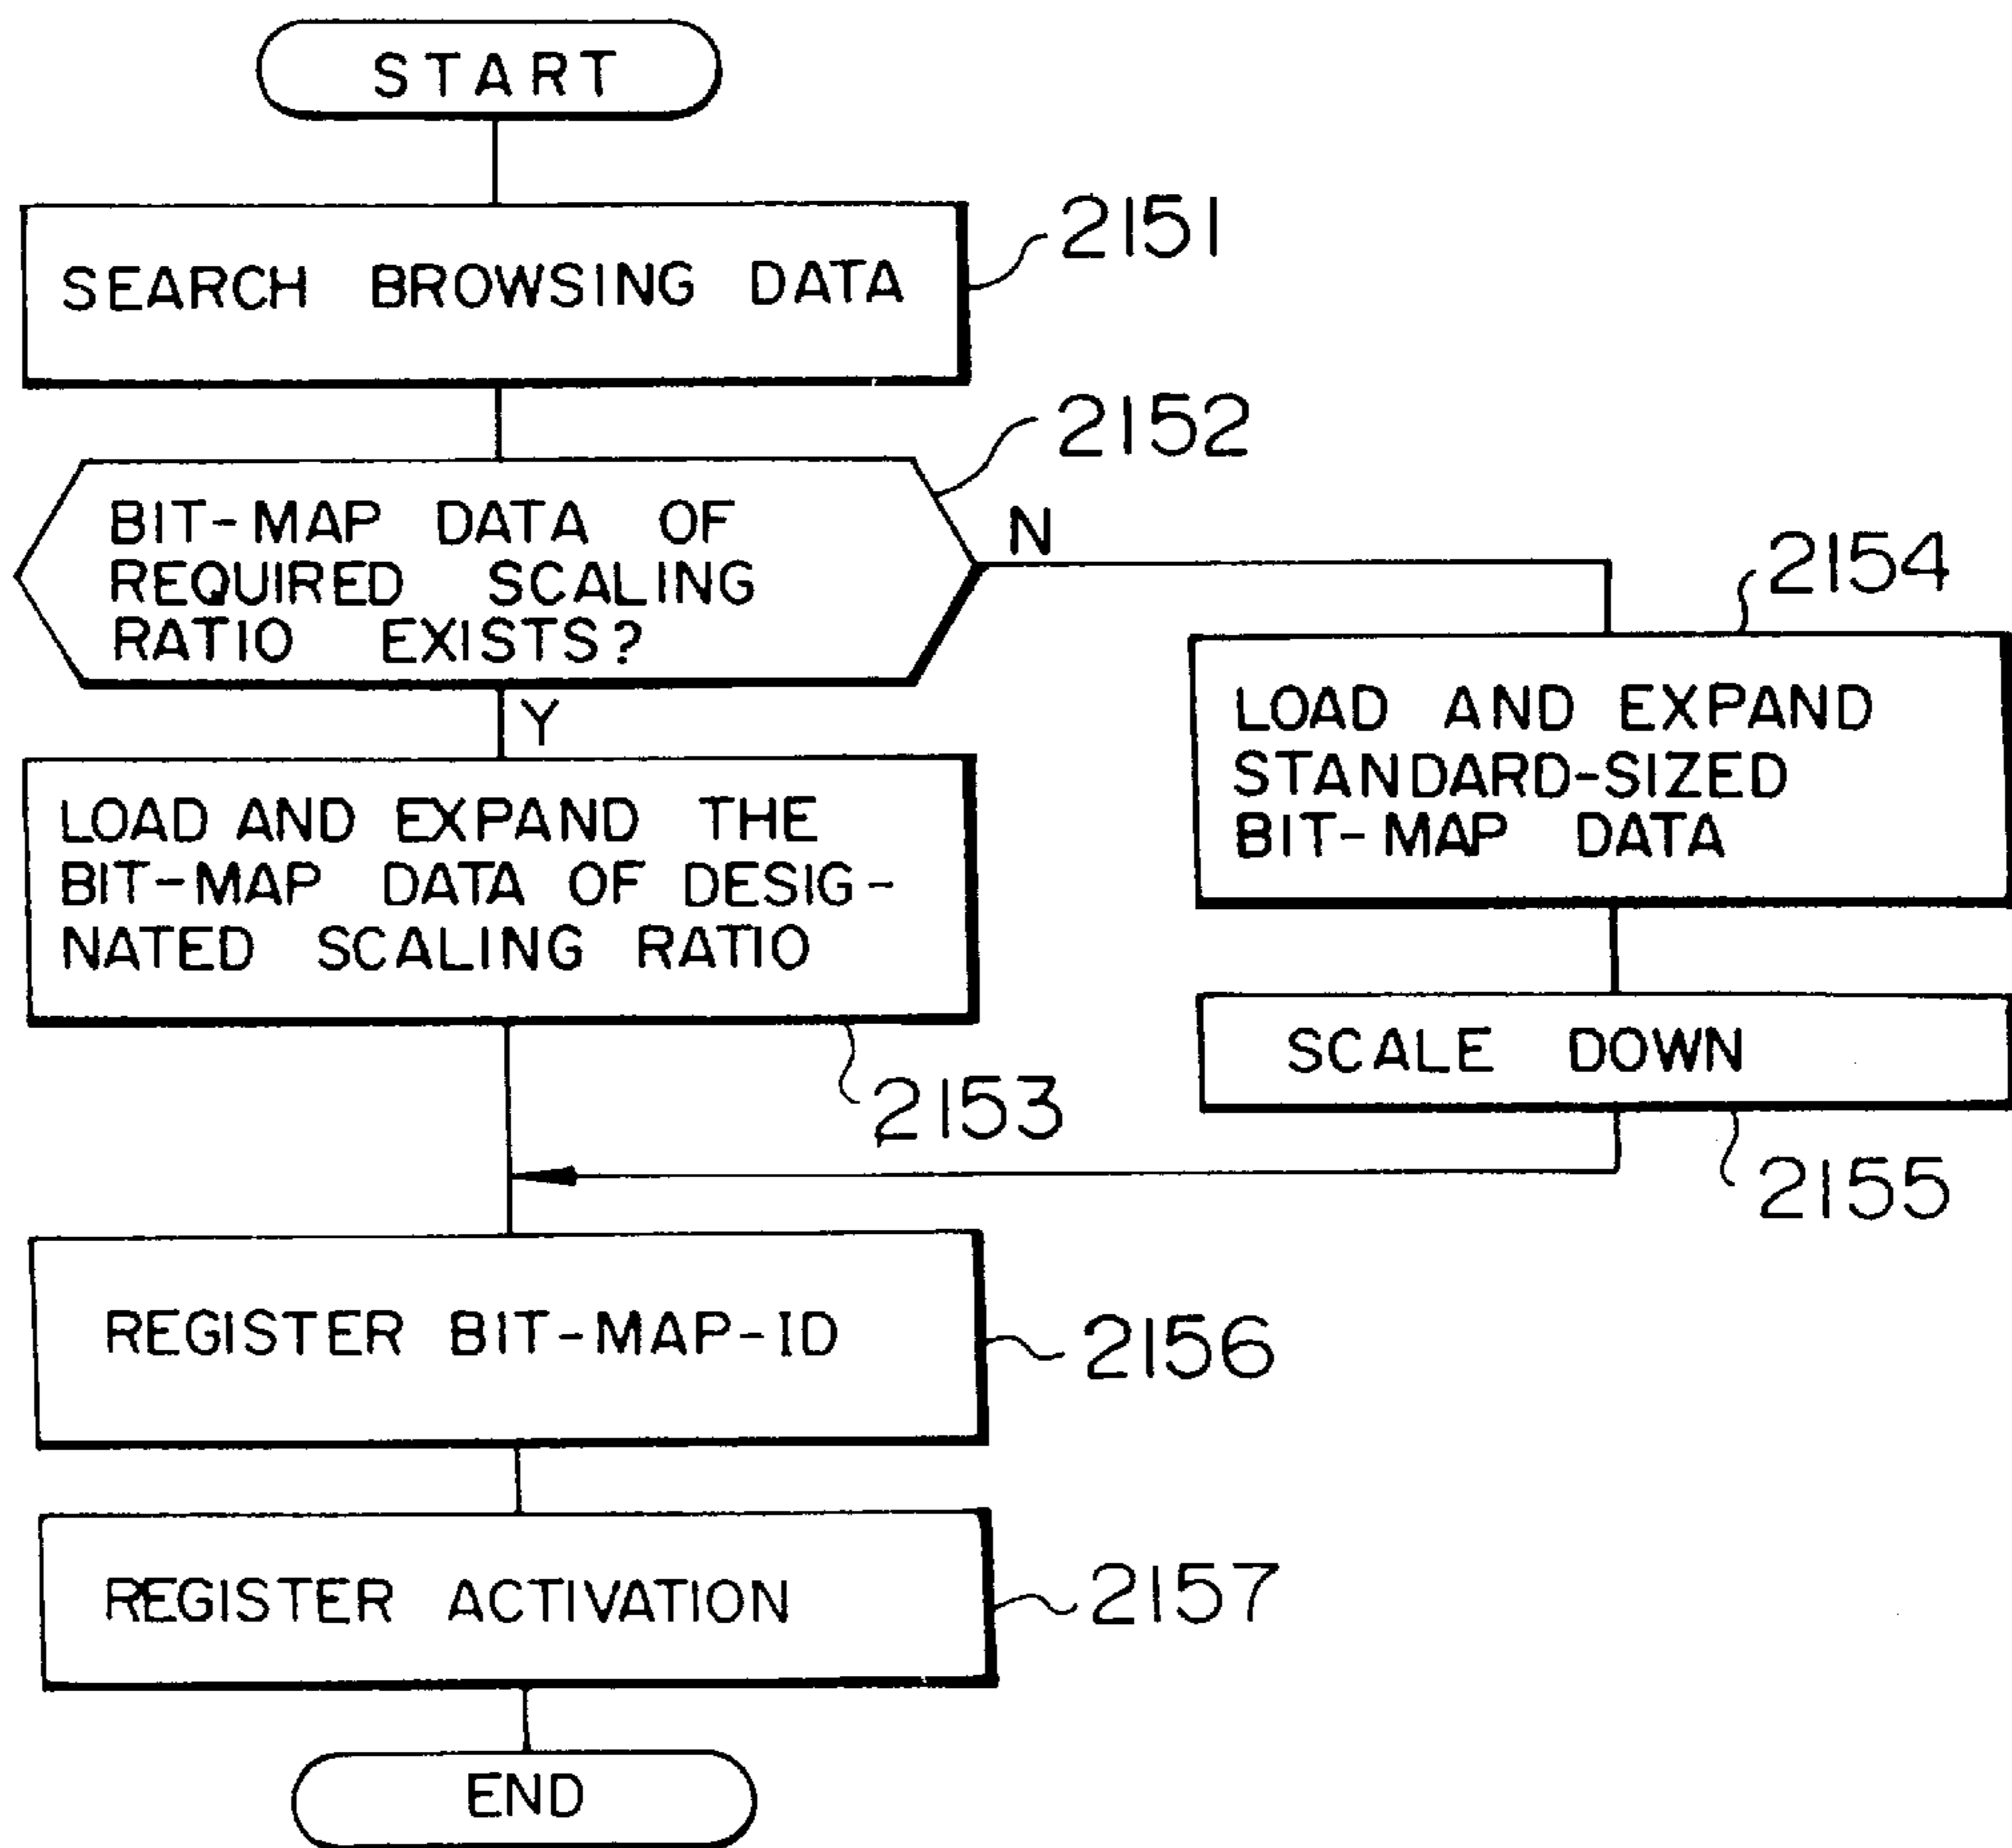 START
SEARCH BROWSING DATA
2151
BIT-MAP DATA OF
REQUIRED SCALING
RATIO EXISTS?
2152
N
Y
LOAD AND EXPAND THE
BIT-MAP DATA OF DESIG-
NATED SCALING RATIO
2153
LOAD AND EXPAND
STANDARD-SIZED
BIT-MAP DATA
2154
SCALE DOWN
2155
REGISTER BIT-MAP-ID
2156
REGISTER ACTIVATION
2157
END